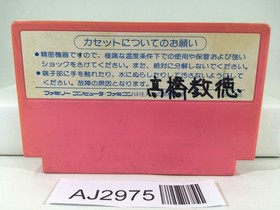 カセットについてのお願い
●精密機器ですので、極端な温度条件下での使用や保管および強い
ショックをさけてください。また、絶対に分解しないでください。
●端子部に手を触れたり、水にぬらしたりして汚さないようにして
ください。故障の原因となります。
ファミリー コンピュータ ファミコンは任
高橋教徳
AJ2975